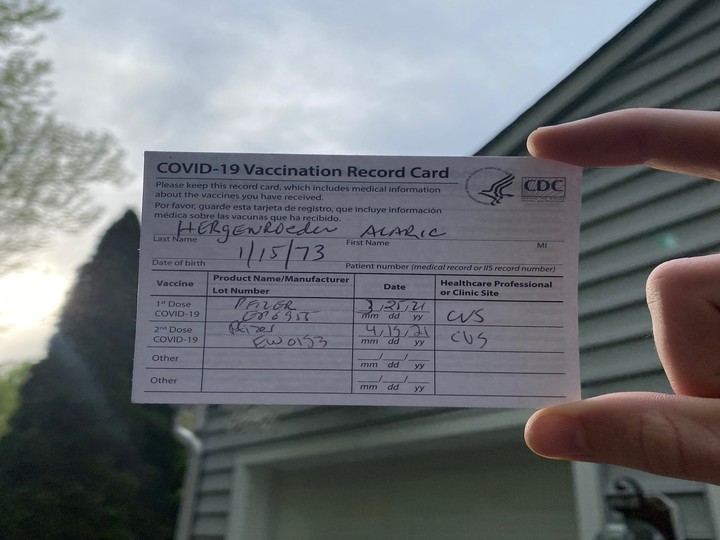 COVID-19 Vaccination Record Card
CDC
Please keep this record card, which includes medical information
about the vaccines you have received.
Por favor, guarde esta tarjeta de registro, que incluye información
médica sobre las vacunas que ha recibido.
HERGENROEDER ALARIC
Last Name First Name MI
1/15/73
Date of birth Patient number (medical record or IIS record number)
Vaccine Product Name/Manufacturer Date Healthcare Professional
Lot Number or Clinic Site
1st Dose PFIZER 25/21 CVS
COVID-19 mm dd yy
2nd Dose Pfizer 4/15/21 CVS
COVID-19 EW0153 mm dd yy
Other
mm dd yy
Other
mm dd yy